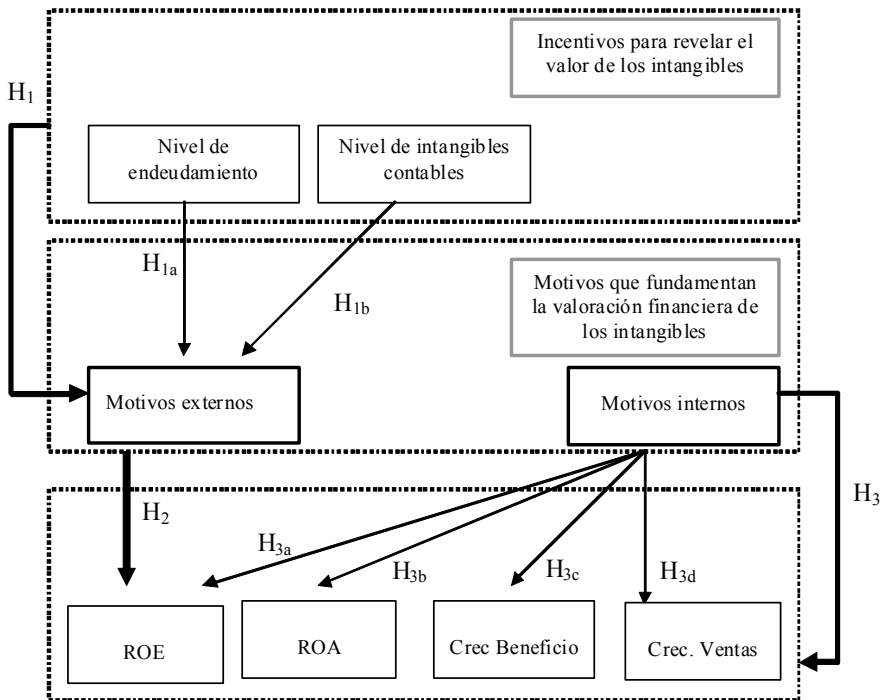 Incentivos para revelar el
valor de los intangibles
H1
Nivel de
endeudamiento
Nivel de intangibles
contables
H1a
H1b
Motivos que fundamentan
la valoración financiera de
los intangibles
Motivos externos
Motivos internos
H2
H3
H3a
H3b
H3c
H3d
ROE
ROA
Crec Beneficio
Crec. Ventas